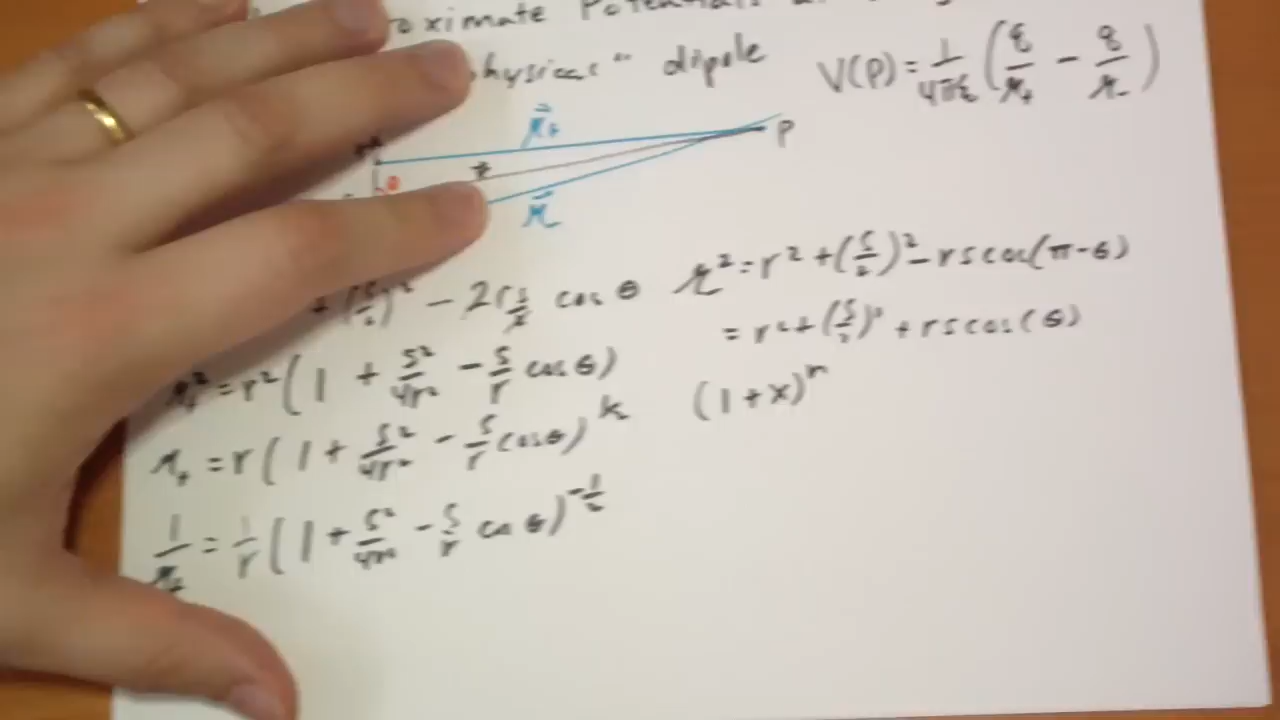 oximate Potentials
hysical" dipole
V(P) = 1/4πε₀ (q/𝓇₊ - q/𝓇₋)
𝓇₊
P
r
θ
𝓇₋
+ (s/2)² - 2r s/2 cos θ
𝓇₋² = r² + (s/2)² - rs cos(π-θ)
= r² + (s/2)² + rs cos(θ)
𝓇₊² = r² (1 + s²/4r² - s/r cos θ)
(1+x)ⁿ
𝓇₊ = r (1 + s²/4r² - s/r cos θ)^½
1/𝓇₊ = 1/r (1 + s²/4r² - s/r cos θ)^-½